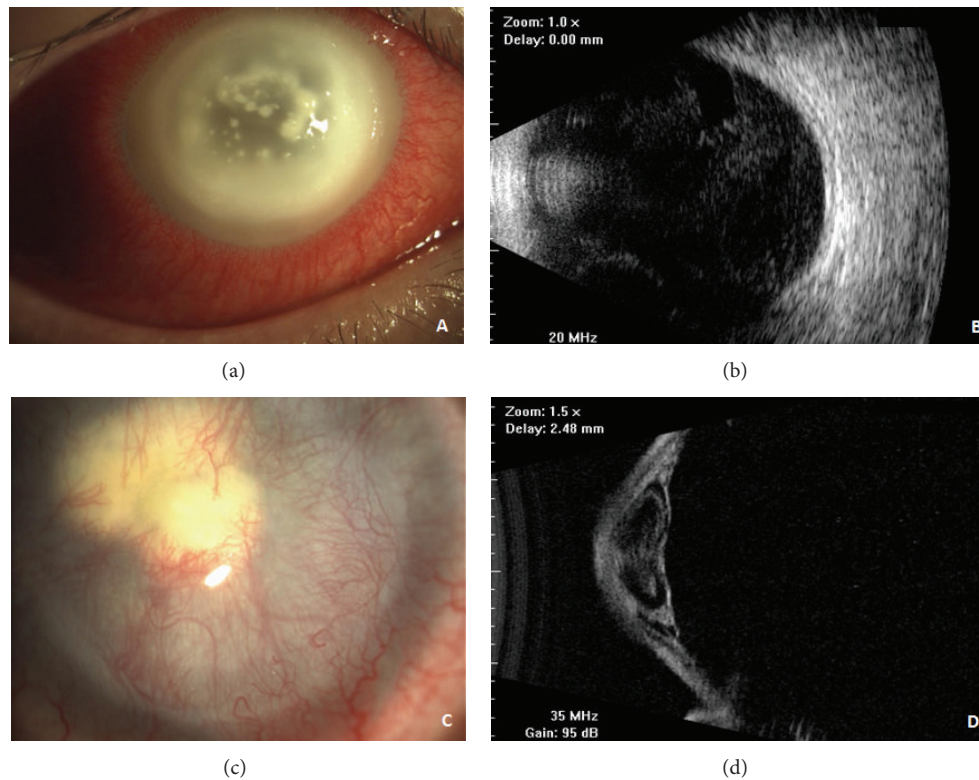 A
(a)
Zoom: 1.0 ×
Delay: 0.00 mm
20 MHz
B
(b)
C
(c)
Zoom: 1.5 ×
Delay: 2.48 mm
35 MHz
Gain: 95 dB
D
(d)